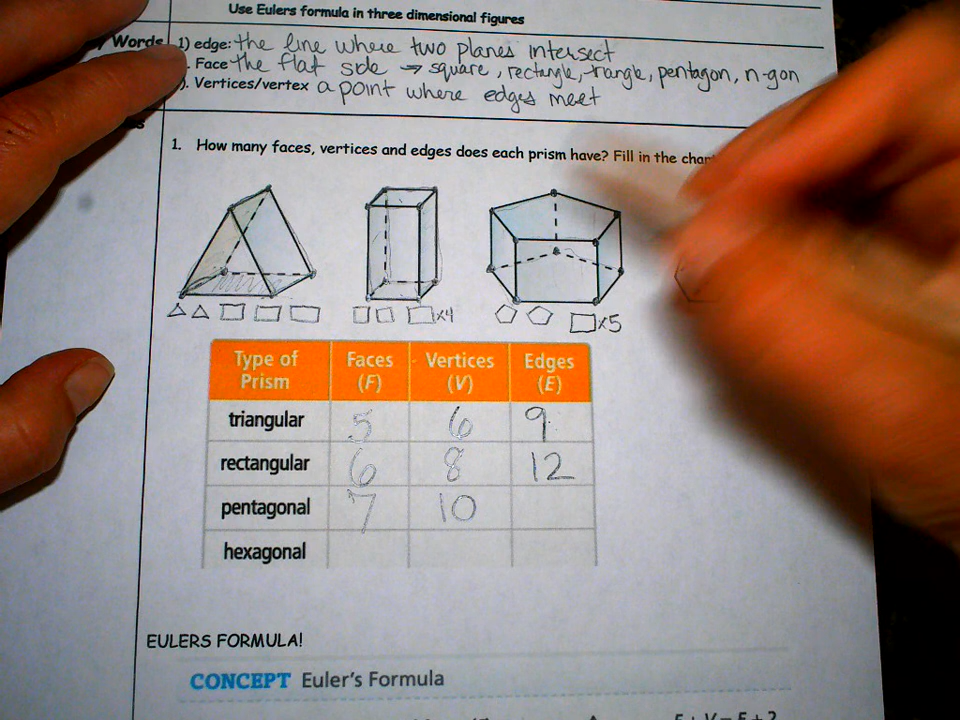 Use Eulers formula in three dimensional figures
Words 1) edge: the line where two planes intersect
. Face the flat side → square, rectangle, triangle, pentagon, n-gon
). Vertices/vertex a point where edges meet
1. How many faces, vertices and edges does each prism have? Fill in the char
x4
x5
Type of Prism Faces (F) Vertices (V) Edges (E)
triangular 5 6 9
rectangular 6 8 12
pentagonal 7 10
hexagonal
EULERS FORMULA!
CONCEPT Euler's Formula
F + V = E + 2